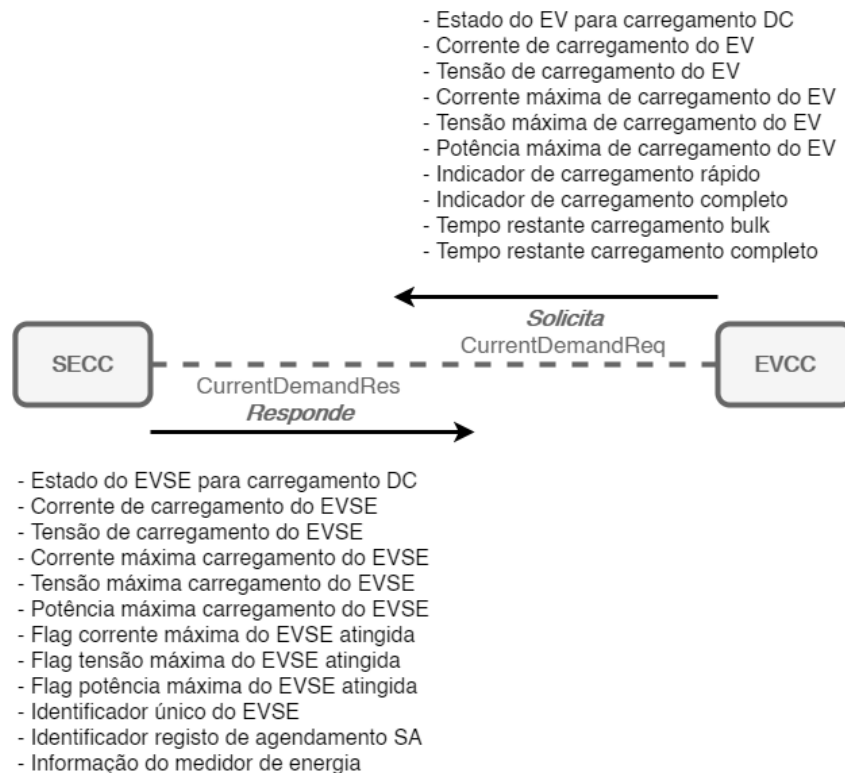 - Estado do EV para carregamento DC
- Corrente de carregamento do EV
- Tensão de carregamento do EV
- Corrente máxima de carregamento do EV
- Tensão máxima de carregamento do EV
- Potência máxima de carregamento do EV
- Indicador de carregamento rápido
- Indicador de carregamento completo
- Tempo restante carregamento bulk
- Tempo restante carregamento completo
Solicita
CurrentDemandReq
SECC
EVCC
CurrentDemandRes
Responde
- Estado do EVSE para carregamento DC
- Corrente de carregamento do EVSE
- Tensão de carregamento do EVSE
- Corrente máxima carregamento do EVSE
- Tensão máxima carregamento do EVSE
- Potência máxima carregamento do EVSE
- Flag corrente máxima do EVSE atingida
- Flag tensão máxima do EVSE atingida
- Flag potência máxima do EVSE atingida
- Identificador único do EVSE
- Identificador registo de agendamento SA
- Informação do medidor de energia